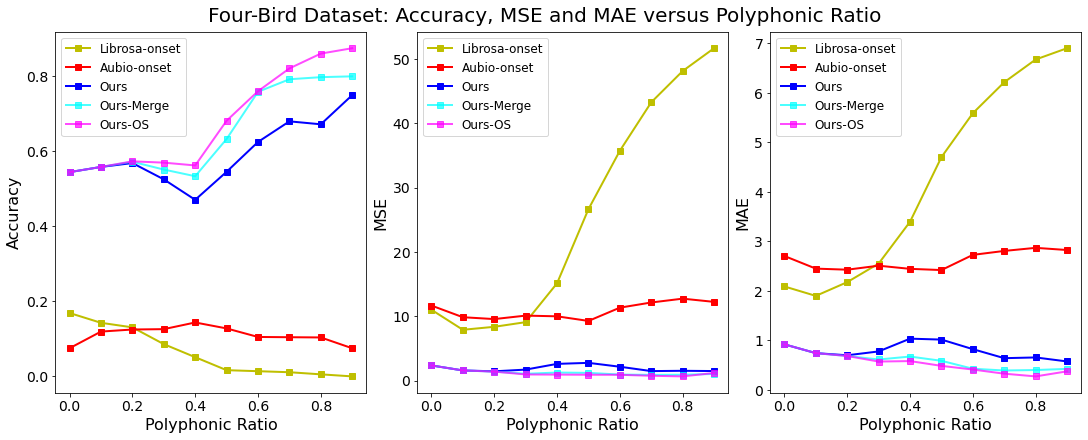 Four-Bird Dataset: Accuracy, MSE and MAE versus Polyphonic Ratio
Accuracy
0.8
0.6
0.4
0.2
0.0
Librosa-onset
Aubio-onset
Ours
Ours-Merge
Ours-OS
0.0 0.2 0.4 0.6 0.8
Polyphonic Ratio
MSE
50
40
30
20
10
0
Librosa-onset
Aubio-onset
Ours
Ours-Merge
Ours-OS
0.0 0.2 0.4 0.6 0.8
Polyphonic Ratio
MAE
7
6
5
4
3
2
1
0
Librosa-onset
Aubio-onset
Ours
Ours-Merge
Ours-OS
0.0 0.2 0.4 0.6 0.8
Polyphonic Ratio